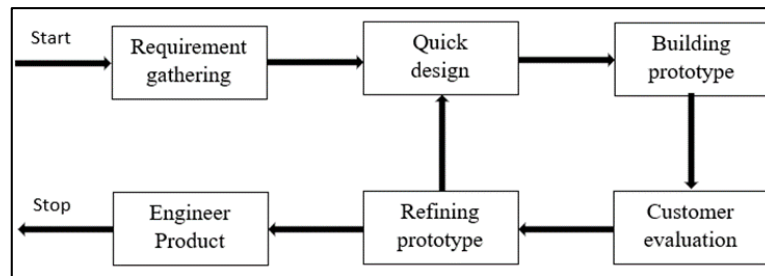 Start
Requirement
gathering
Quick
design
Building
prototype
Stop
Engineer
Product
Refining
prototype
Customer
evaluation